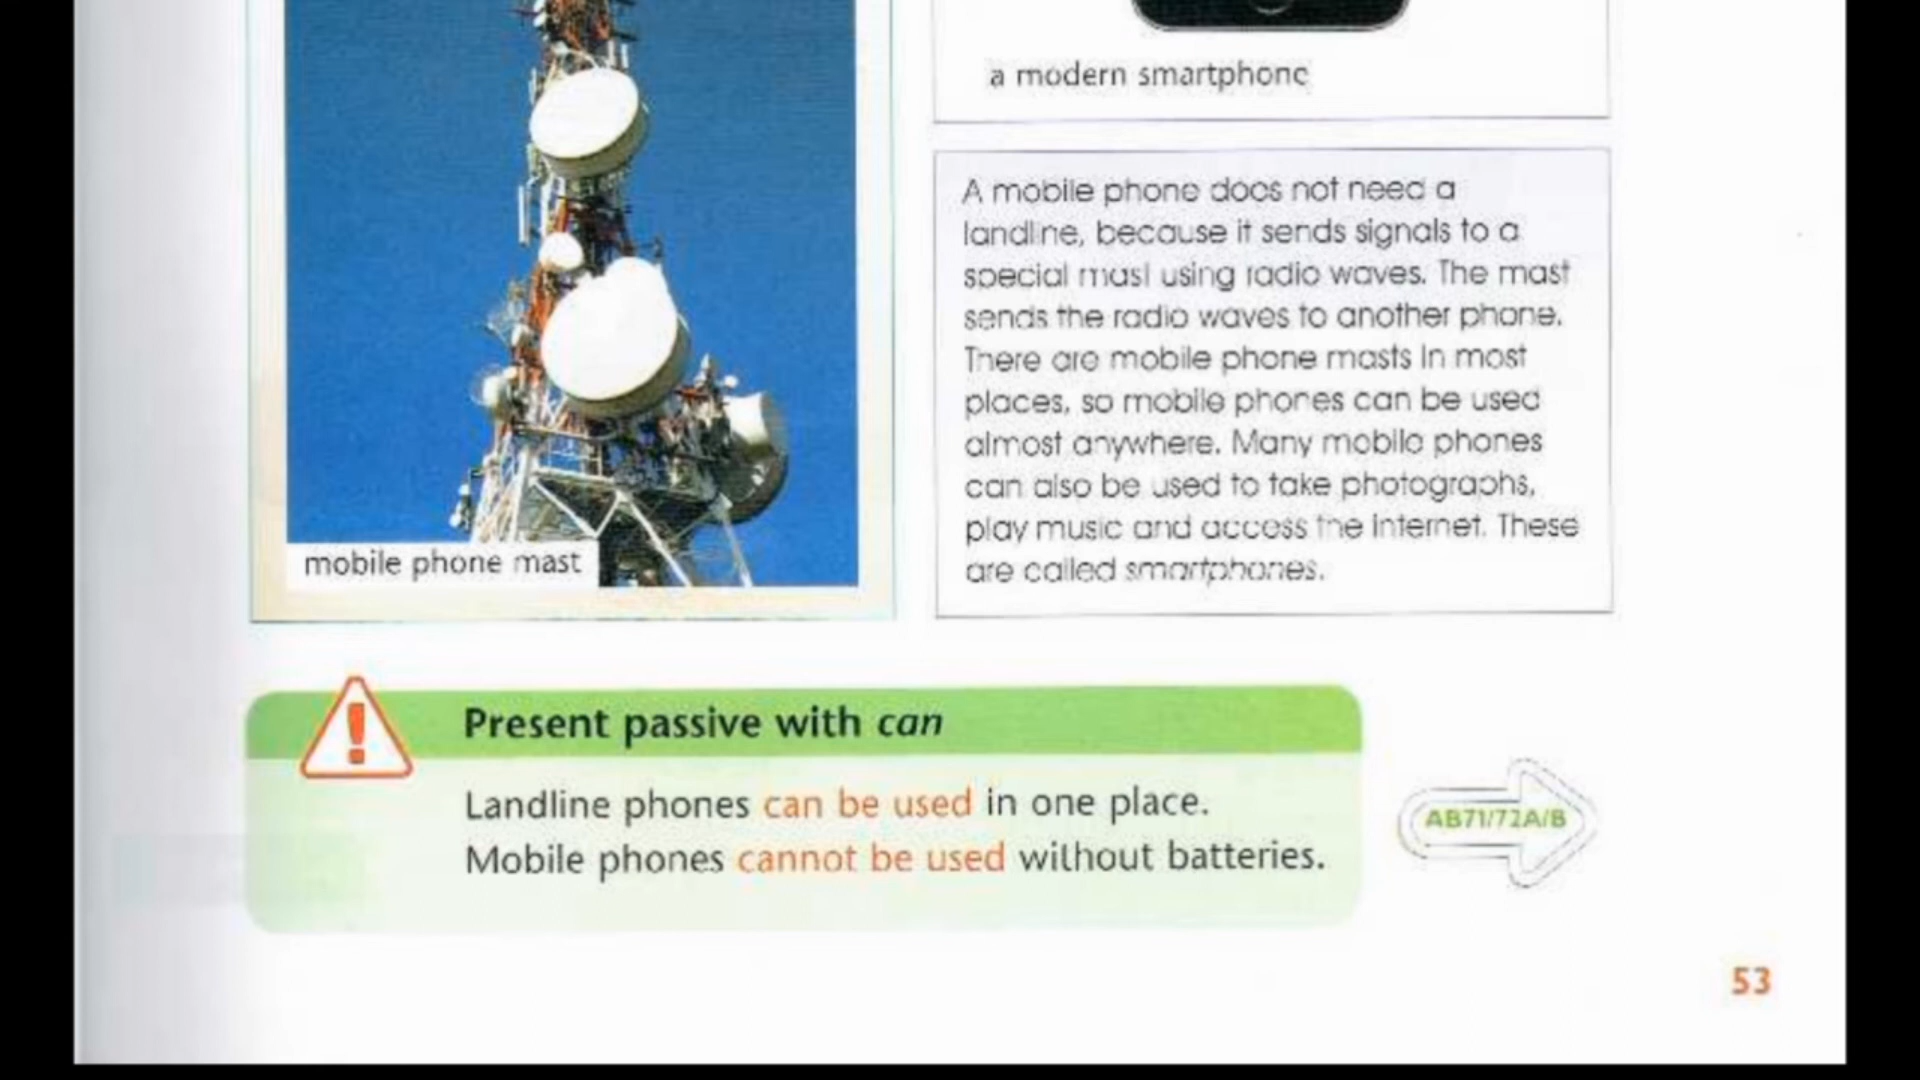 a modern smartphone
A mobile phone does not need a
landline, because it sends signals to a
special mast using radio waves. The mast
sends the radio waves to another phone.
There are mobile phone masts in most
places, so mobile phones can be used
almost anywhere. Many mobile phones
can also be used to take photographs,
play music and access the internet. These
are called smartphones.
mobile phone mast
Present passive with can
Landline phones can be used in one place.
Mobile phones cannot be used without batteries.
AB71/72A/B
53